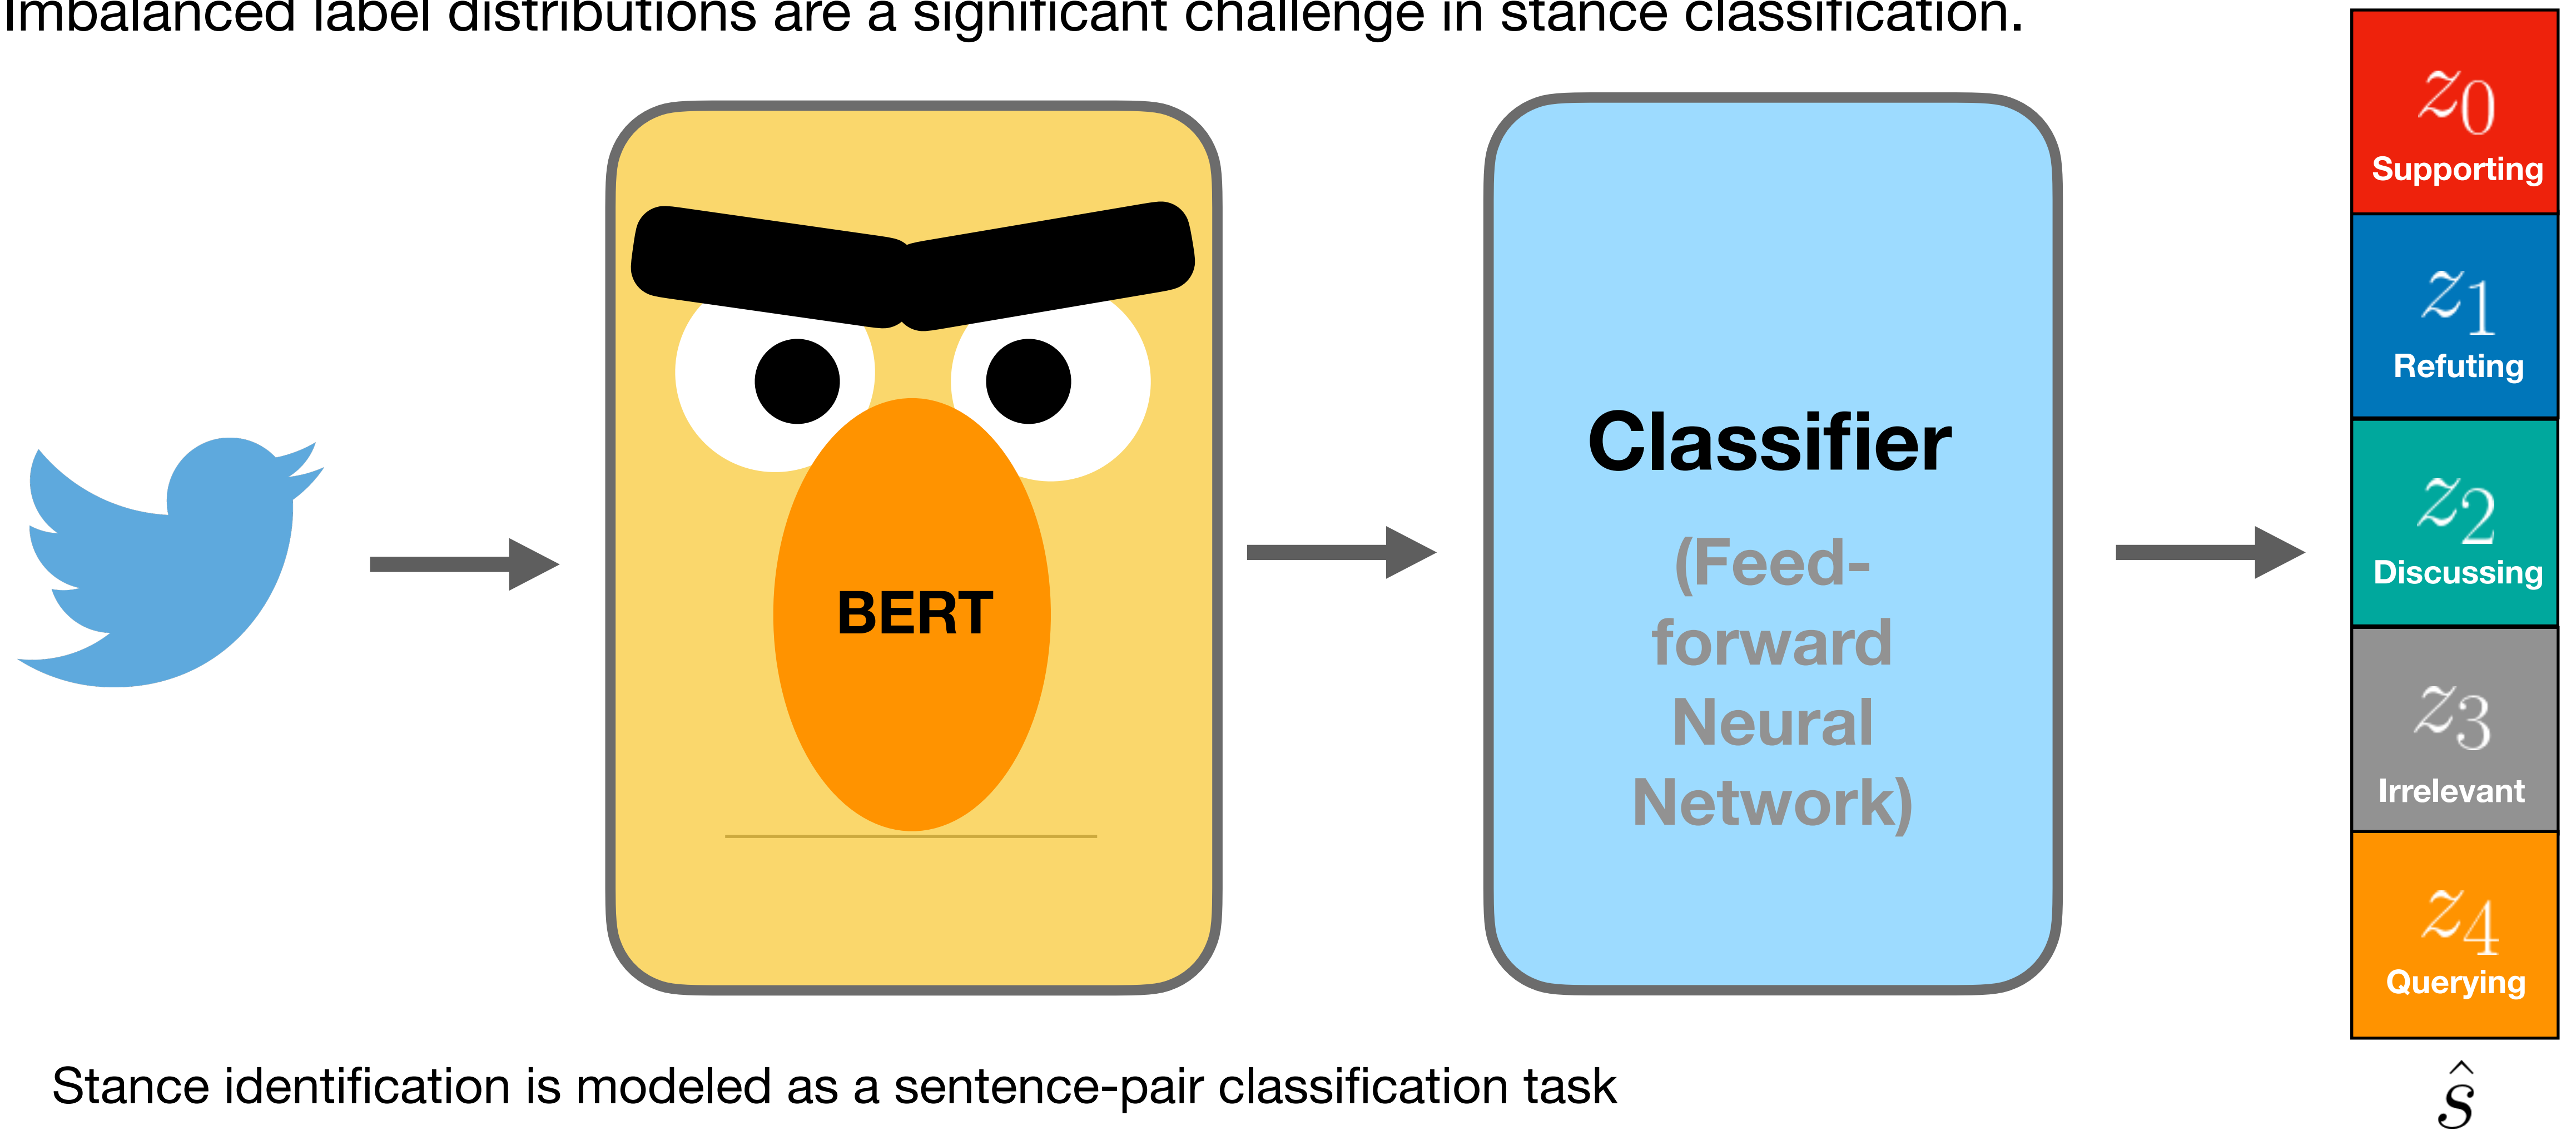 Imbalanced label distributions are a significant challenge in stance classification.
BERT
Classifier
(Feed-
forward
Neural
Network)
z₀
Supporting
z₁
Refuting
z₂
Discussing
z₃
Irrelevant
z₄
Querying
ŝ
Stance identification is modeled as a sentence-pair classification task